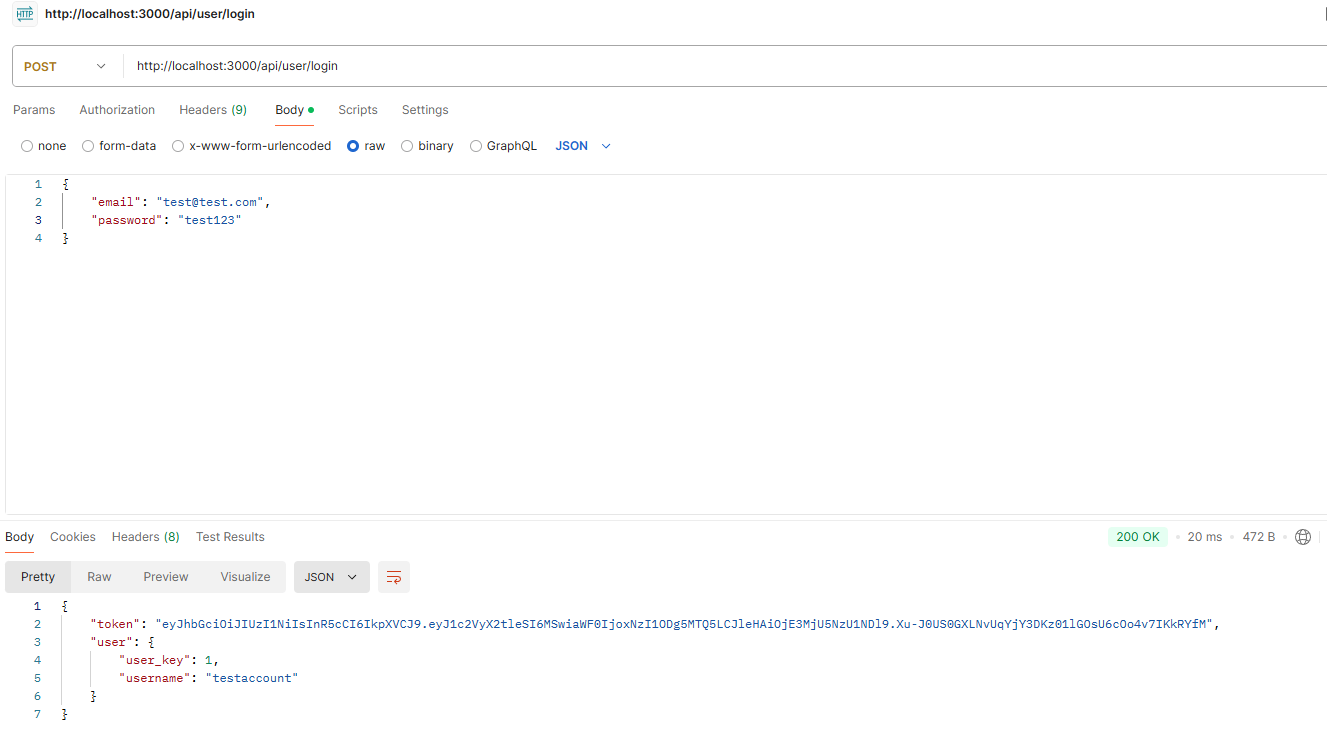 HTTP http://localhost:3000/api/user/login
POST http://localhost:3000/api/user/login
Params Authorization Headers (9) Body Scripts Settings
none form-data x-www-form-urlencoded raw binary GraphQL JSON
1 {
2 "email": "test@test.com",
3 "password": "test123"
4 }
Body Cookies Headers (8) Test Results 200 OK 20 ms 472 B
Pretty Raw Preview Visualize JSON
1 {
2 "token": "eyJhbGciOiJIUzI1NiIsInR5cCI6IkpXVCJ9.eyJ1c2VyX2tleSI6MSwiaWF0IjoxNzI1ODg5MTQ5LCJleHAiOjE3MjU5NzU1NDl9.Xu-J0US0GXLNvUqYjY3DKz01lGOsU6cOo4v7IKkRYfM",
3 "user": {
4 "user_key": 1,
5 "username": "testaccount"
6 }
7 }